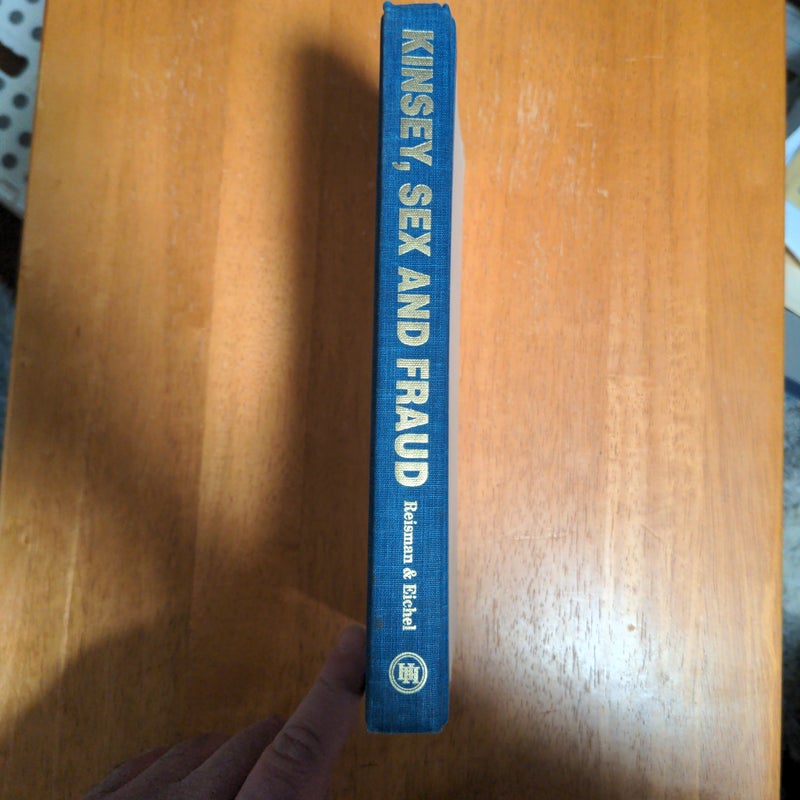 KINSEY, SEX AND FRAUD
Reisman & Eichel